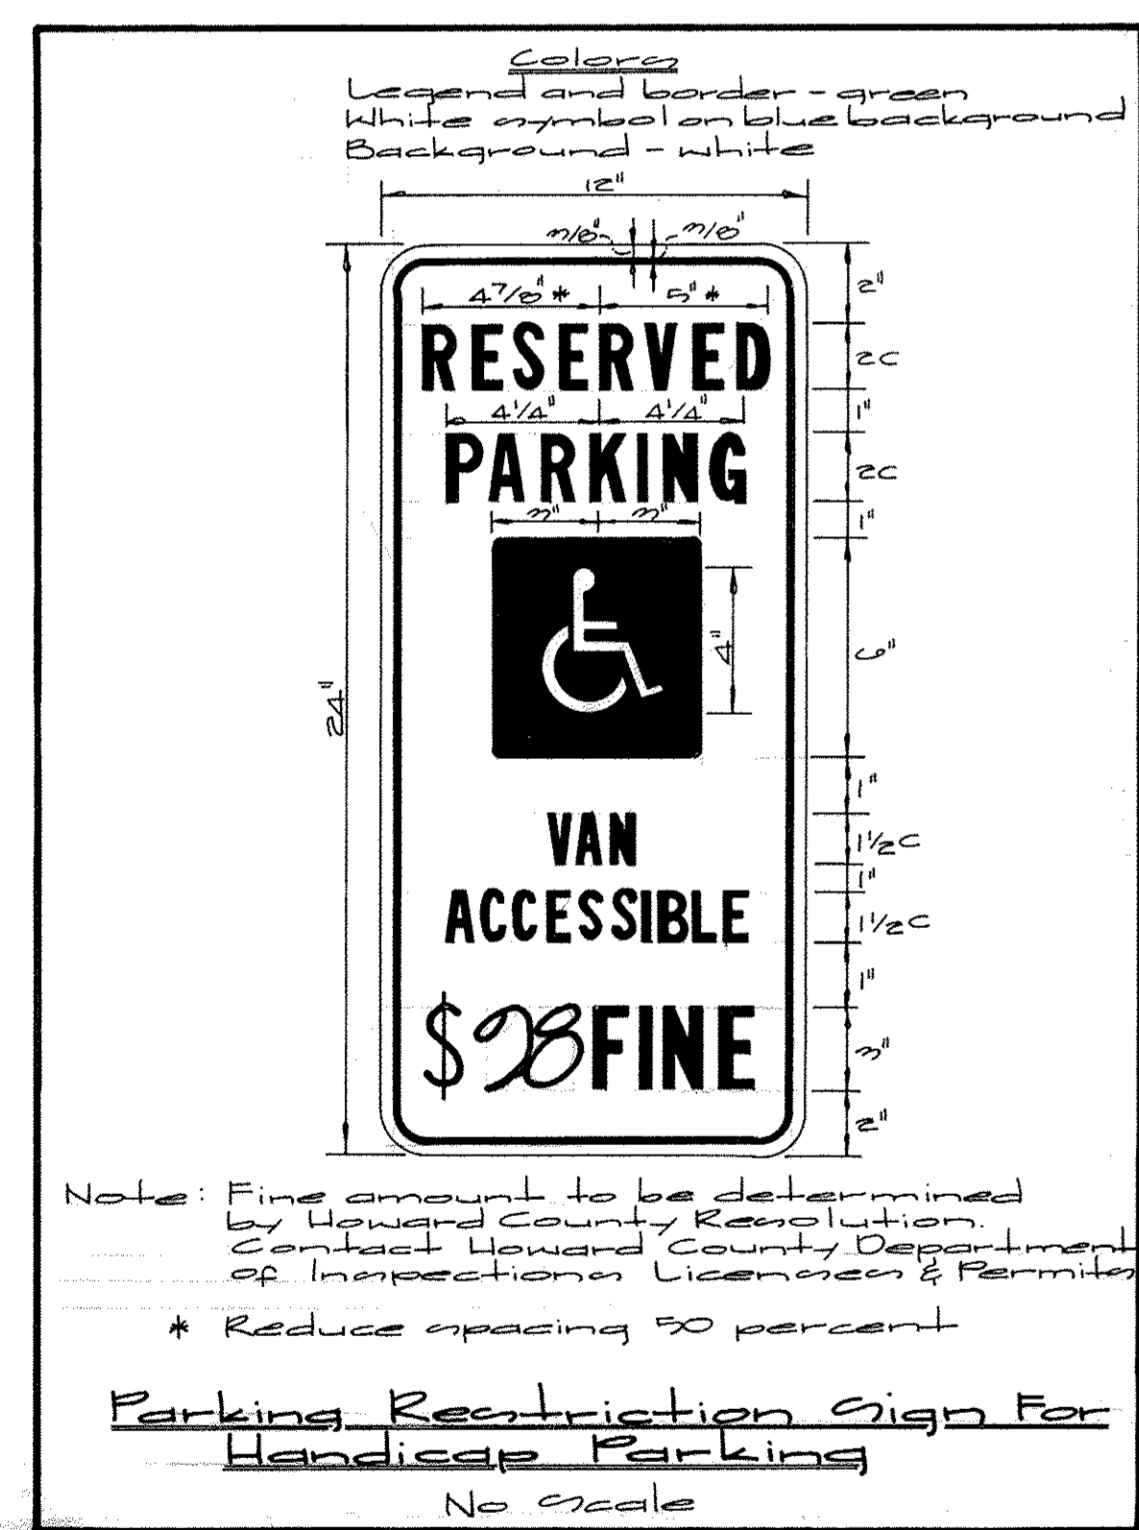 Colors
Legend and border - green
White symbol on blue background
Background - white
12"
3/8" 3/8"
2"
4 7/8" * 5" *
RESERVED
2C
4 1/4" 4 1/4"
1"
PARKING
2C
3" 3"
1"
24"
4"
6"
1"
VAN
1 1/2 C
1"
ACCESSIBLE
1 1/2 C
1"
$ 28 FINE
3"
2"
Note: Fine amount to be determined
by Howard County Resolution.
Contact Howard County Department
of Inspections Licenses & Permits
* Reduce spacing 50 percent
Parking Restriction Sign For
Handicap Parking
No Scale